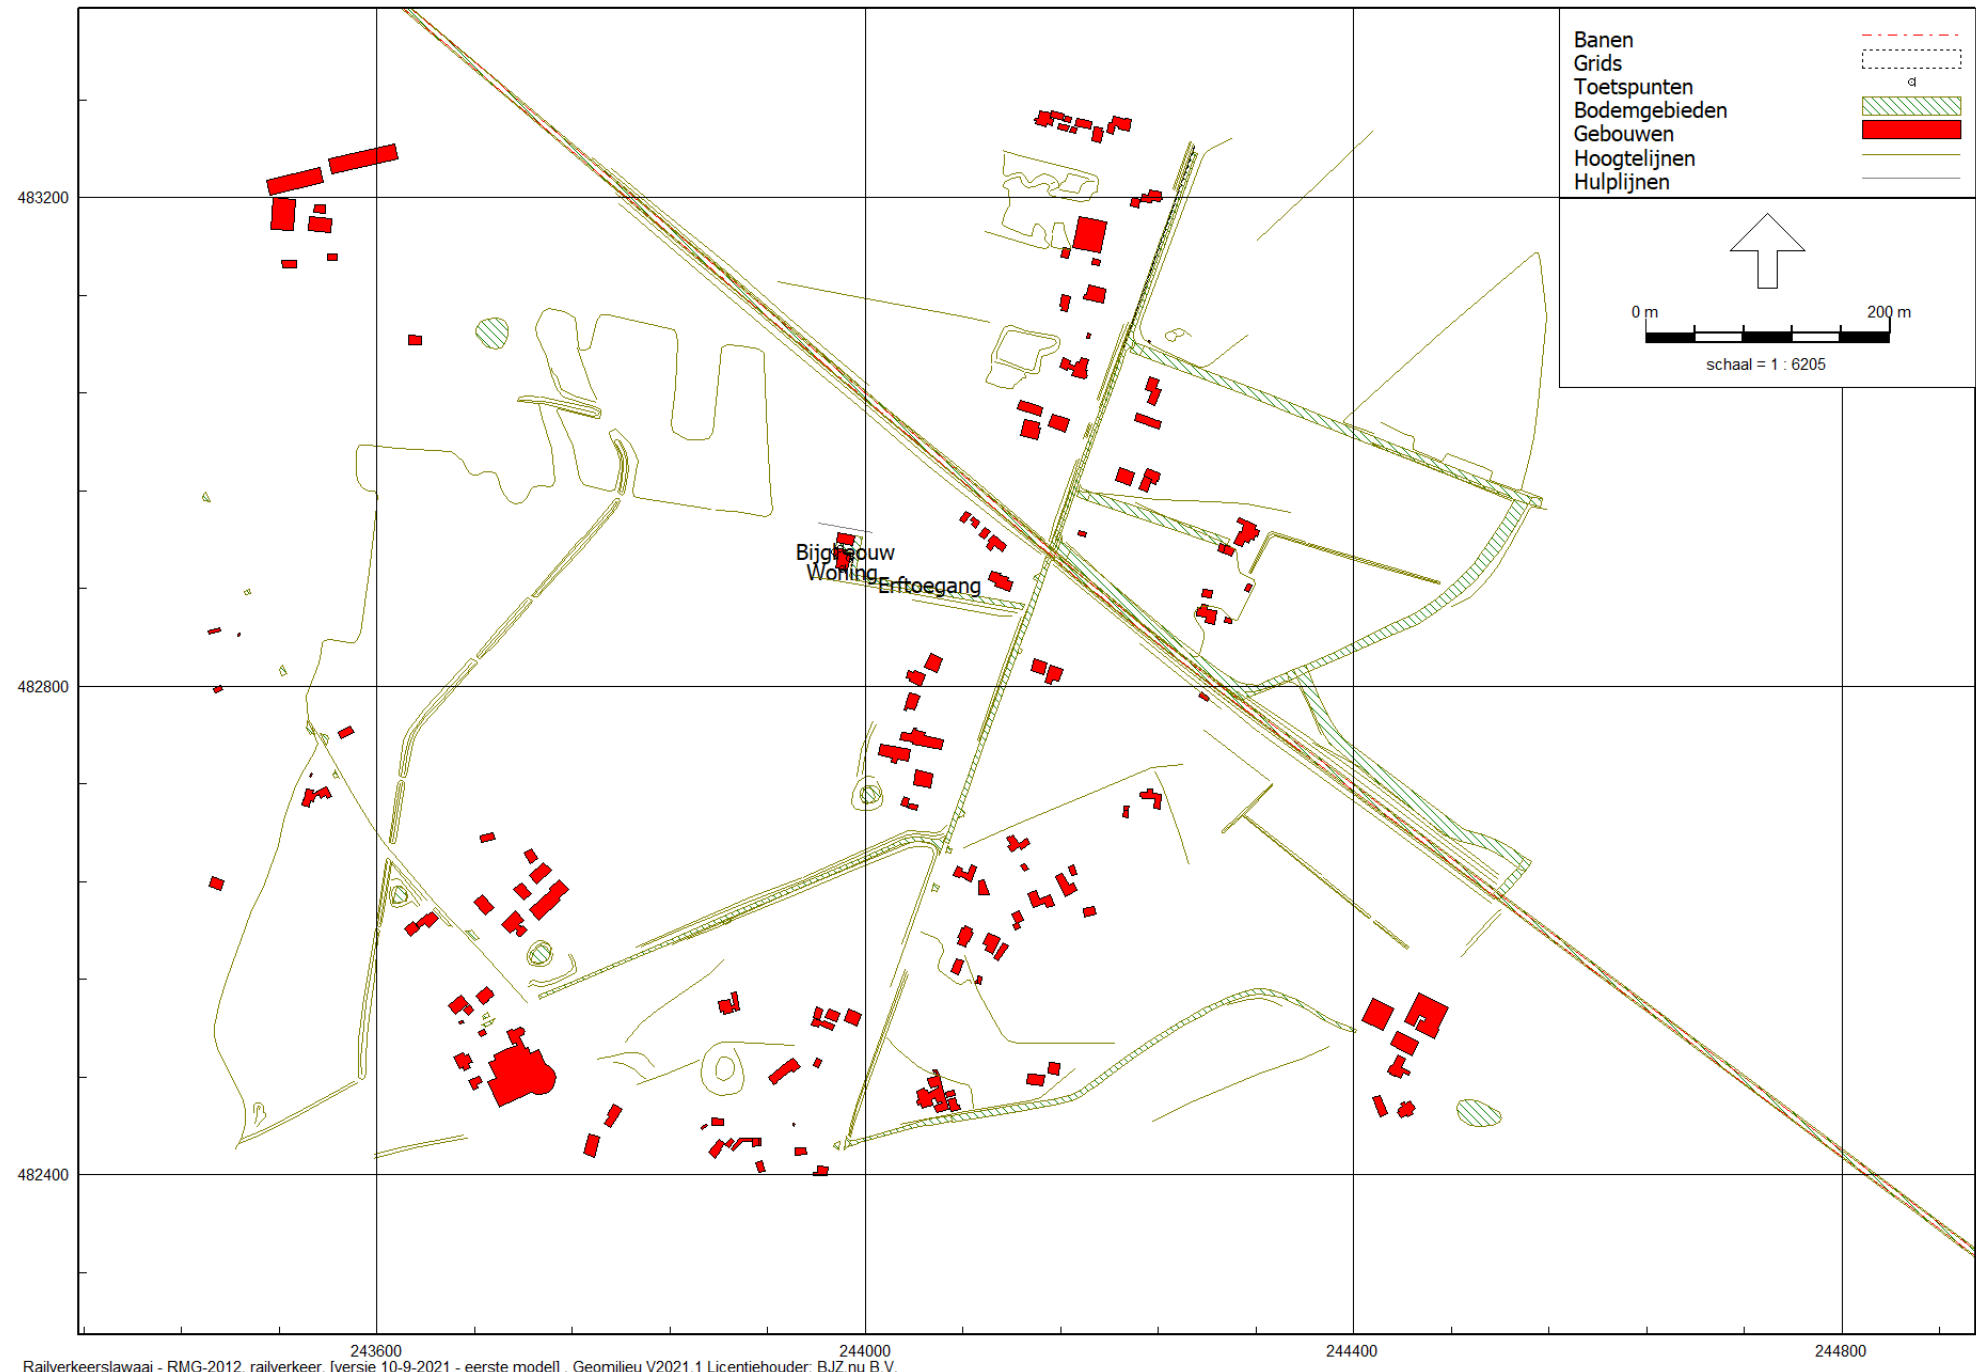 Banen
Grids
Toetspunten
Bodemgebieden
Gebouwen
Hoogtelijnen
Hulplijnen
0 m 200 m
schaal = 1 : 6205
483200
482800
482400
Bijgebouw
Woning
Erftoegang
243600 244000 244400 244800
Railverkeerslawaai - RMG-2012, railverkeer, [versie 10-9-2021 - eerste model] , Geomilieu V2021.1 Licentiehouder: BJZ.nu B.V.